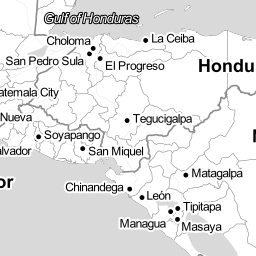 Gulf of Honduras
La Ceiba
Choloma
San Pedro Sula
El Progreso
Hondu
atemala City
Nueva
Tegucigalpa
Soyapango
alvador
San Miquel
Matagalpa
or
Chinandega
León
Tipitapa
Managua
Masaya